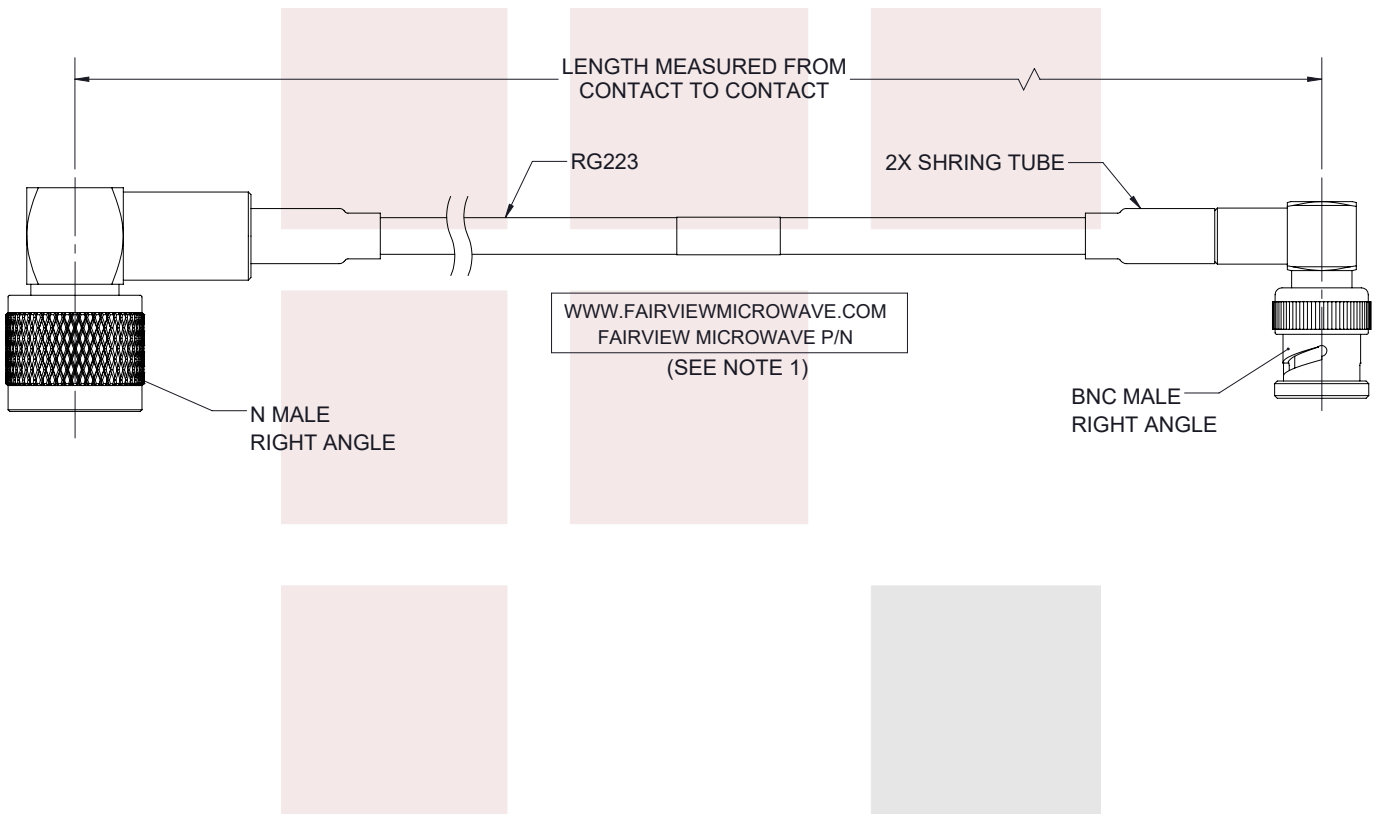 LENGTH MEASURED FROM
CONTACT TO CONTACT
RG223
2X SHRING TUBE
WWW.FAIRVIEWMICROWAVE.COM
FAIRVIEW MICROWAVE P/N
(SEE NOTE 1)
N MALE
RIGHT ANGLE
BNC MALE
RIGHT ANGLE